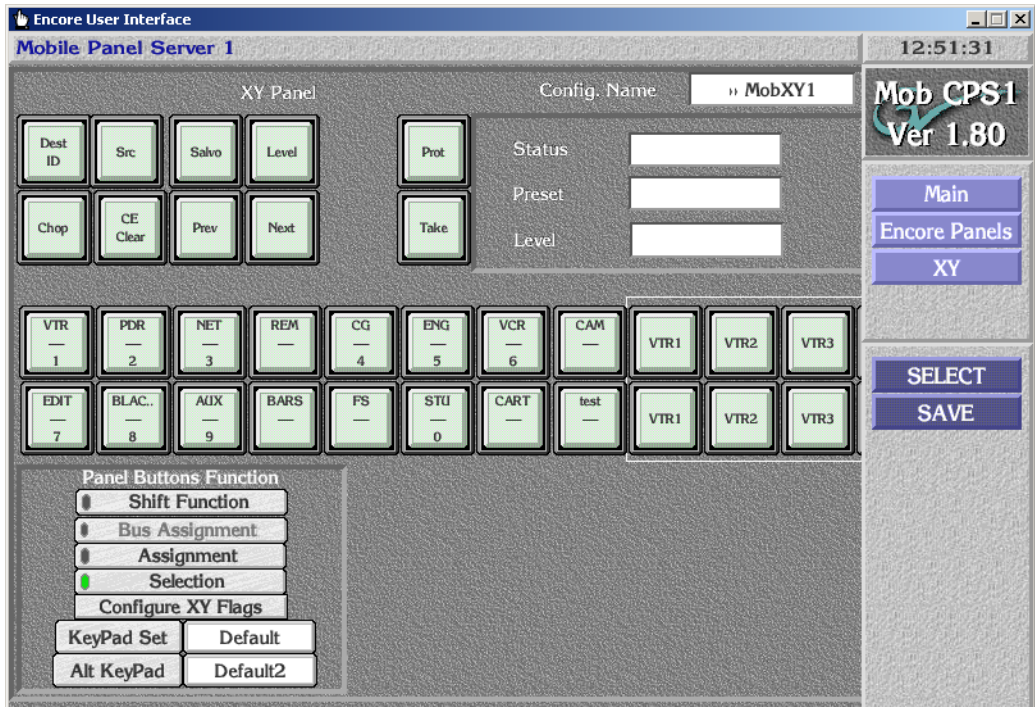 Encore User Interface
Mobile Panel Server 1
12:51:31
XY Panel
Config. Name
›› MobXY1
Mob CPS1
Ver 1.80
Dest ID
Src
Salvo
Level
Prot
Chop
CE Clear
Prev
Next
Take
Status
Preset
Level
Main
Encore Panels
XY
SELECT
SAVE
VTR — 1
PDR — 2
NET — 3
REM —
CG — 4
ENG — 5
VCR — 6
CAM —
VTR1
VTR2
VTR3
EDIT — 7
BLAC.. — 8
AUX — 9
BARS —
FS —
STU — 0
CART —
test —
VTR1
VTR2
VTR3
Panel Buttons Function
Shift Function
Bus Assignment
Assignment
Selection
Configure XY Flags
KeyPad Set
Default
Alt KeyPad
Default2